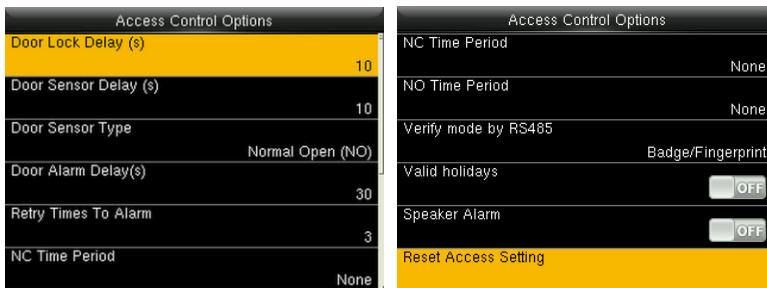 Access Control Options
Door Lock Delay (s)
10
Door Sensor Delay (s)
10
Door Sensor Type
Normal Open (NO)
Door Alarm Delay(s)
30
Retry Times To Alarm
3
NC Time Period
None
Access Control Options
NC Time Period
None
NO Time Period
None
Verify mode by RS485
Badge/Fingerprint
Valid holidays
OFF
Speaker Alarm
OFF
Reset Access Setting